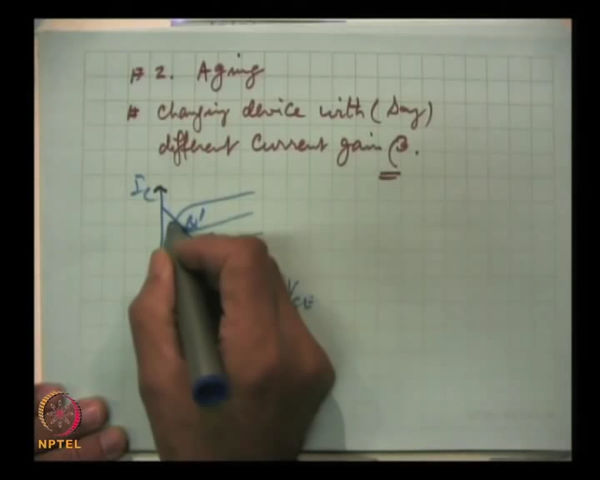 # 2. Aging
# Changing device with (say)
different current gain β.
Ic
Q'
VCE
NPTEL